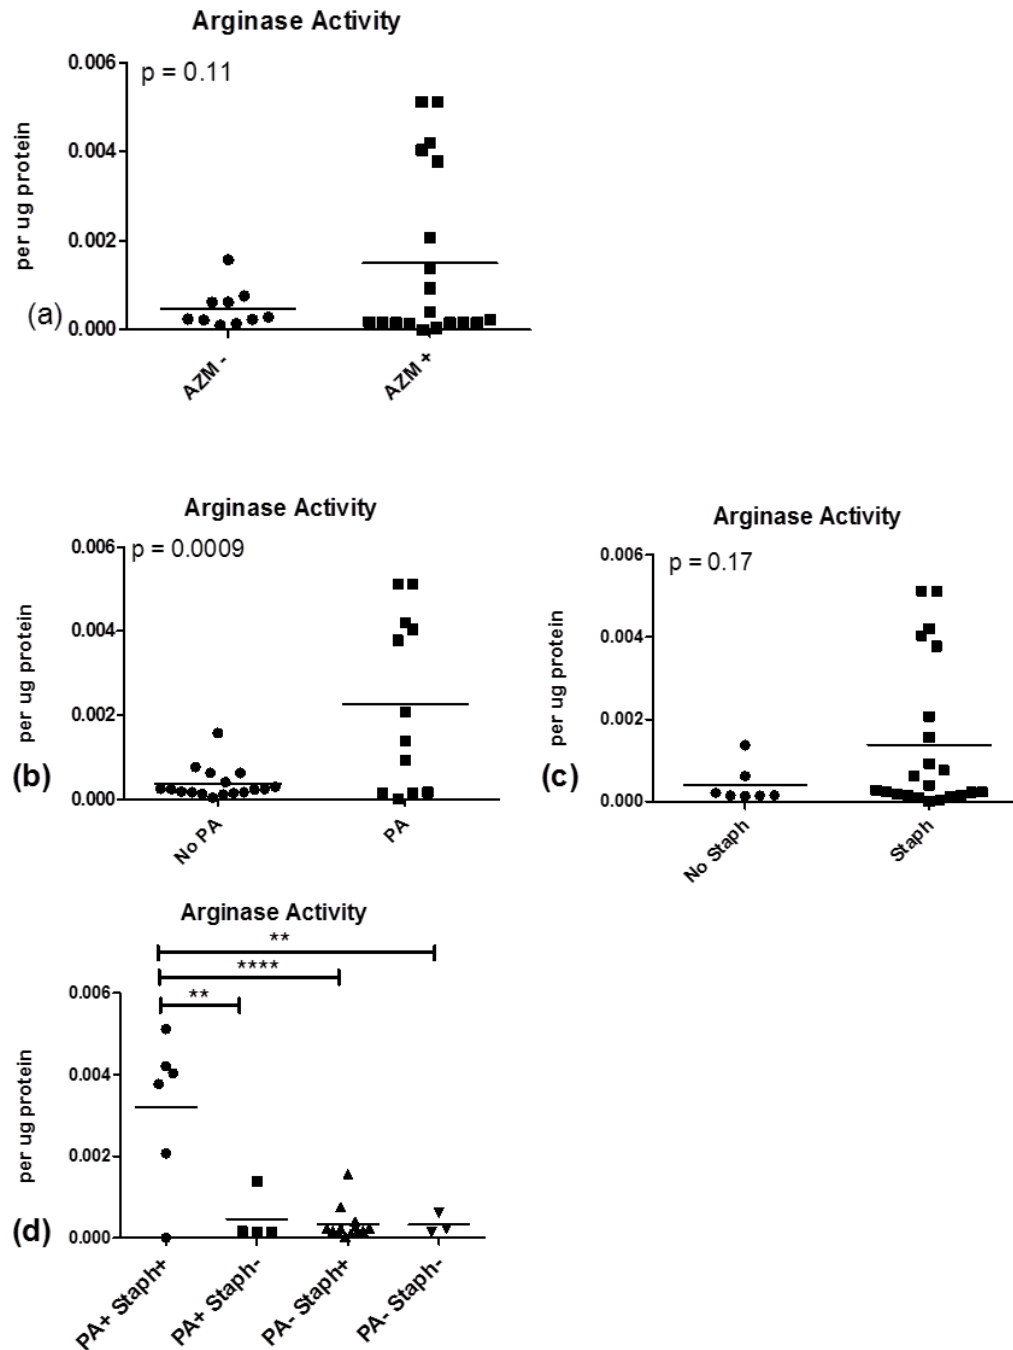 Arginase Activity
p = 0.11
per ug protein
0.006
0.004
0.002
0.000
(a)
AZM -
AZM +
Arginase Activity
p = 0.0009
per ug protein
0.006
0.004
0.002
0.000
(b)
No PA
PA
Arginase Activity
p = 0.17
per ug protein
0.006
0.004
0.002
0.000
(c)
No Staph
Staph
Arginase Activity
**
****
**
per ug protein
0.006
0.004
0.002
0.000
(d)
PA+ Staph+
PA+ Staph-
PA- Staph+
PA- Staph-